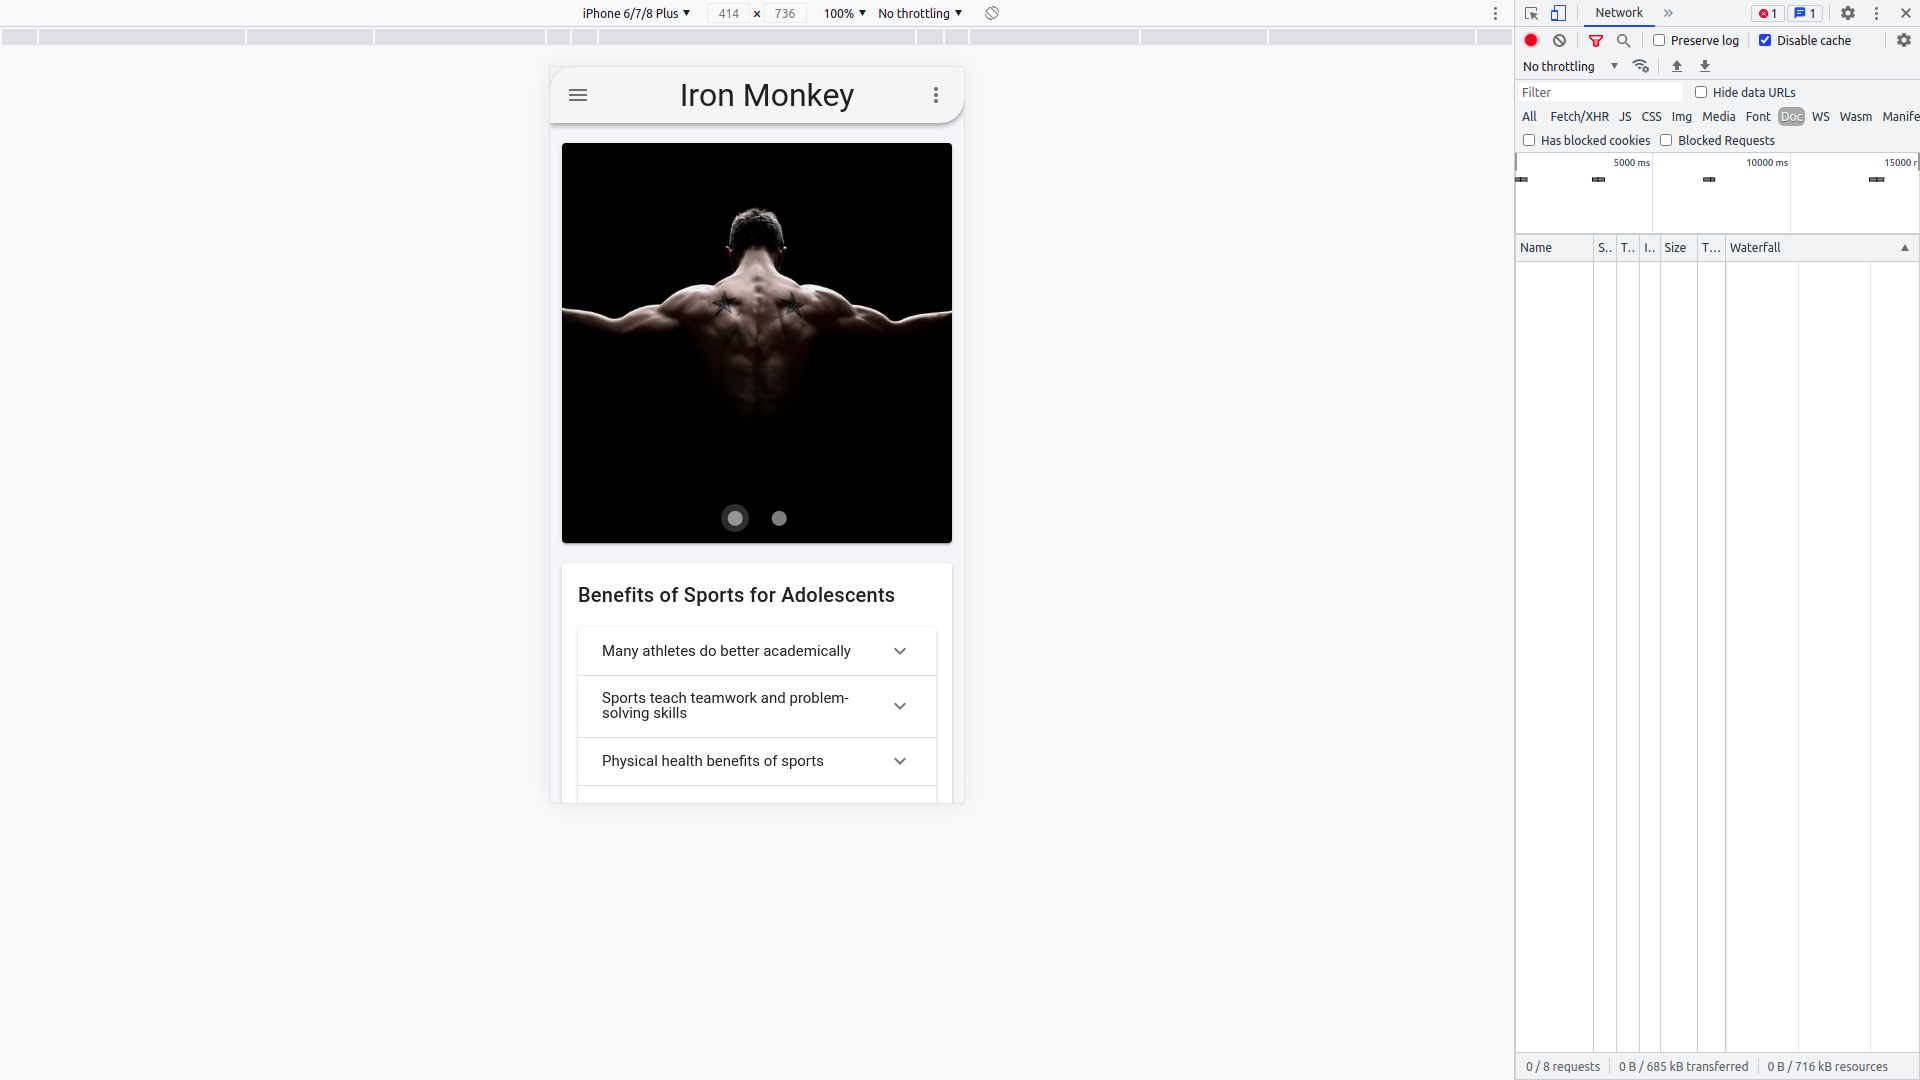 iPhone 6/7/8 Plus ▼ 414 × 736 100% ▼ No throttling ▼
Network » 1 1
Preserve log Disable cache
No throttling ▼
Filter Hide data URLs
All Fetch/XHR JS CSS Img Media Font Doc WS Wasm Manife
Has blocked cookies Blocked Requests
5000 ms 10000 ms 15000 r
Name S.. T.. I.. Size T... Waterfall ▲
Iron Monkey
Benefits of Sports for Adolescents
Many athletes do better academically
Sports teach teamwork and problem-
solving skills
Physical health benefits of sports
0 / 8 requests 0 B / 685 kB transferred 0 B / 716 kB resources